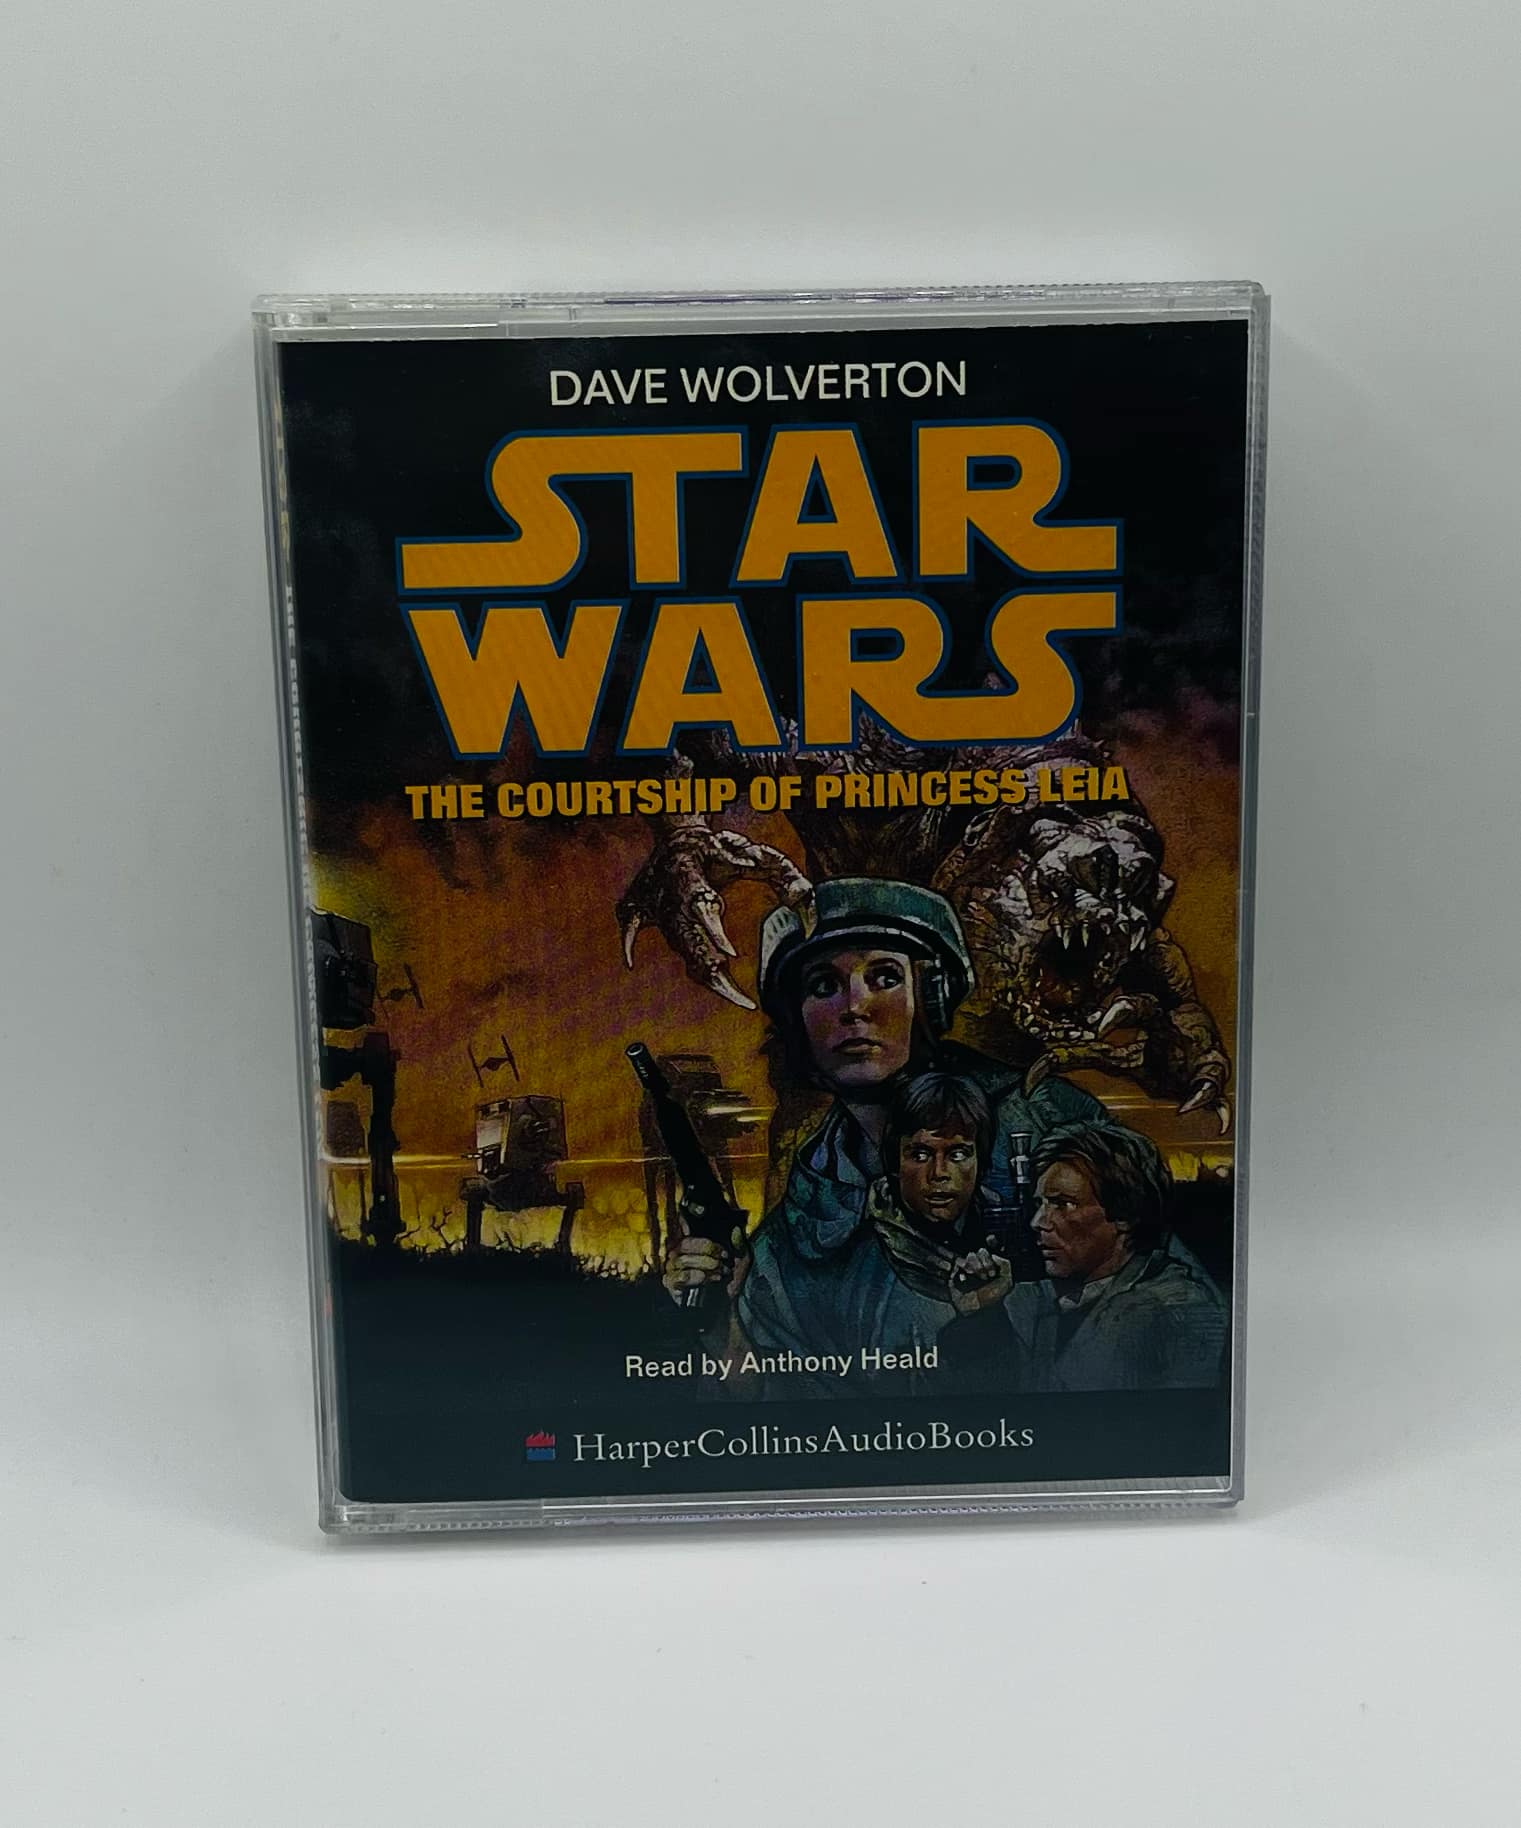 DAVE WOLVERTON
STAR
WARS
THE COURTSHIP OF PRINCESS LEIA
Read by Anthony Heald
HarperCollinsAudioBooks